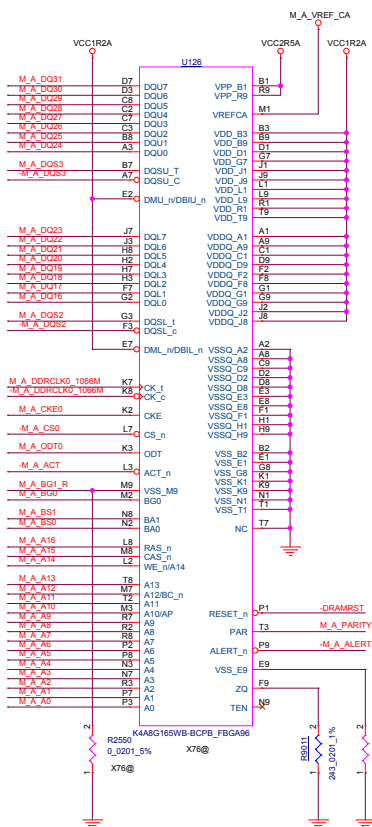 M_A_VREF_CA
VCC1R2A VCC2R5A VCC1R2A
U126
M_A_DQ31 D7 DQU7 VPP_B1 B1
M_A_DQ30 D3 DQU6 VPP_R9 R9
M_A_DQ29 C8 DQU5
M_A_DQ28 C2 DQU4 VREFCA M1
M_A_DQ27 C7 DQU3
M_A_DQ26 C3 DQU2 VDD_B3 B3
M_A_DQ25 B8 DQU1 VDD_B9 B9
M_A_DQ24 A3 DQU0 VDD_D1 D1
VDD_G7 G7
M_A_DQS3 B7 DQSU_T VDD_J1 J1
-M_A_DQS3 A7 DQSU_C VDD_J9 J9
VDD_L1 L1
E2 DMU_n/DBIU_n VDD_L9 L9
VDD_R1 R1
VDD_T9 T9
M_A_DQ23 J7 DQL7 VDDQ_A1 A1
M_A_DQ22 J3 DQL6 VDDQ_A9 A9
M_A_DQ21 H8 DQL5 VDDQ_C1 C1
M_A_DQ20 H2 DQL4 VDDQ_D9 D9
M_A_DQ19 H7 DQL3 VDDQ_F2 F2
M_A_DQ18 H3 DQL2 VDDQ_F8 F8
M_A_DQ17 F7 DQL1 VDDQ_G1 G1
M_A_DQ16 G2 DQL0 VDDQ_G9 G9
VDDQ_J2 J2
M_A_DQS2 G3 DQSL_t VDDQ_J8 J8
-M_A_DQS2 F3 DQSL_c
E7 DML_n/DBIL_n VSSQ_A2 A2
VSSQ_A8 A8
VSSQ_C9 C9
VSSQ_D2 D2
M_A_DDRCLK0_1066M K7 CK_t VSSQ_D8 D8
-M_A_DDRCLK0_1066M K8 CK_c VSSQ_E3 E3
VSSQ_E8 E8
M_A_CKE0 K2 CKE VSSQ_F1 F1
VSSQ_H1 H1
-M_A_CS0 L7 CS_n VSSQ_H9 H9
M_A_ODT0 K3 ODT VSS_B2 B2
VSS_E1 E1
-M_A_ACT L3 ACT_n VSS_G8 G8
VSS_K1 K1
M_A_BG1_R M9 VSS_M9 VSS_K9 K9
M_A_BG0 M2 BG0 VSS_N1 N1
VSS_T1 T1
M_A_BS1 N8 BA1
M_A_BS0 N2 BA0 NC T7
M_A_A16 L8 RAS_n
M_A_A15 M8 CAS_n
M_A_A14 L2 WE_n/A14
M_A_A13 T8 A13
M_A_A12 M7 A12/BC_n
M_A_A11 T2 A11
M_A_A10 M3 A10/AP RESET_n P1 -DRAMRST
M_A_A9 R7 A9
M_A_A8 R2 A8 PAR T3 M_A_PARITY
M_A_A7 R8 A7
M_A_A6 P2 A6 ALERT_n P9 -M_A_ALERT
M_A_A5 P8 A5
M_A_A4 N3 A4 VSS_E9 E9
M_A_A3 N7 A3
M_A_A2 R3 A2 ZQ F9
M_A_A1 P7 A1
M_A_A0 P3 A0 TEN N9
K4A8G165WB-BCPB_FBGA96
X76@
2 1 R2550
0_0201_5%
X76@
2 1 R9011
243_0201_1%
2 1